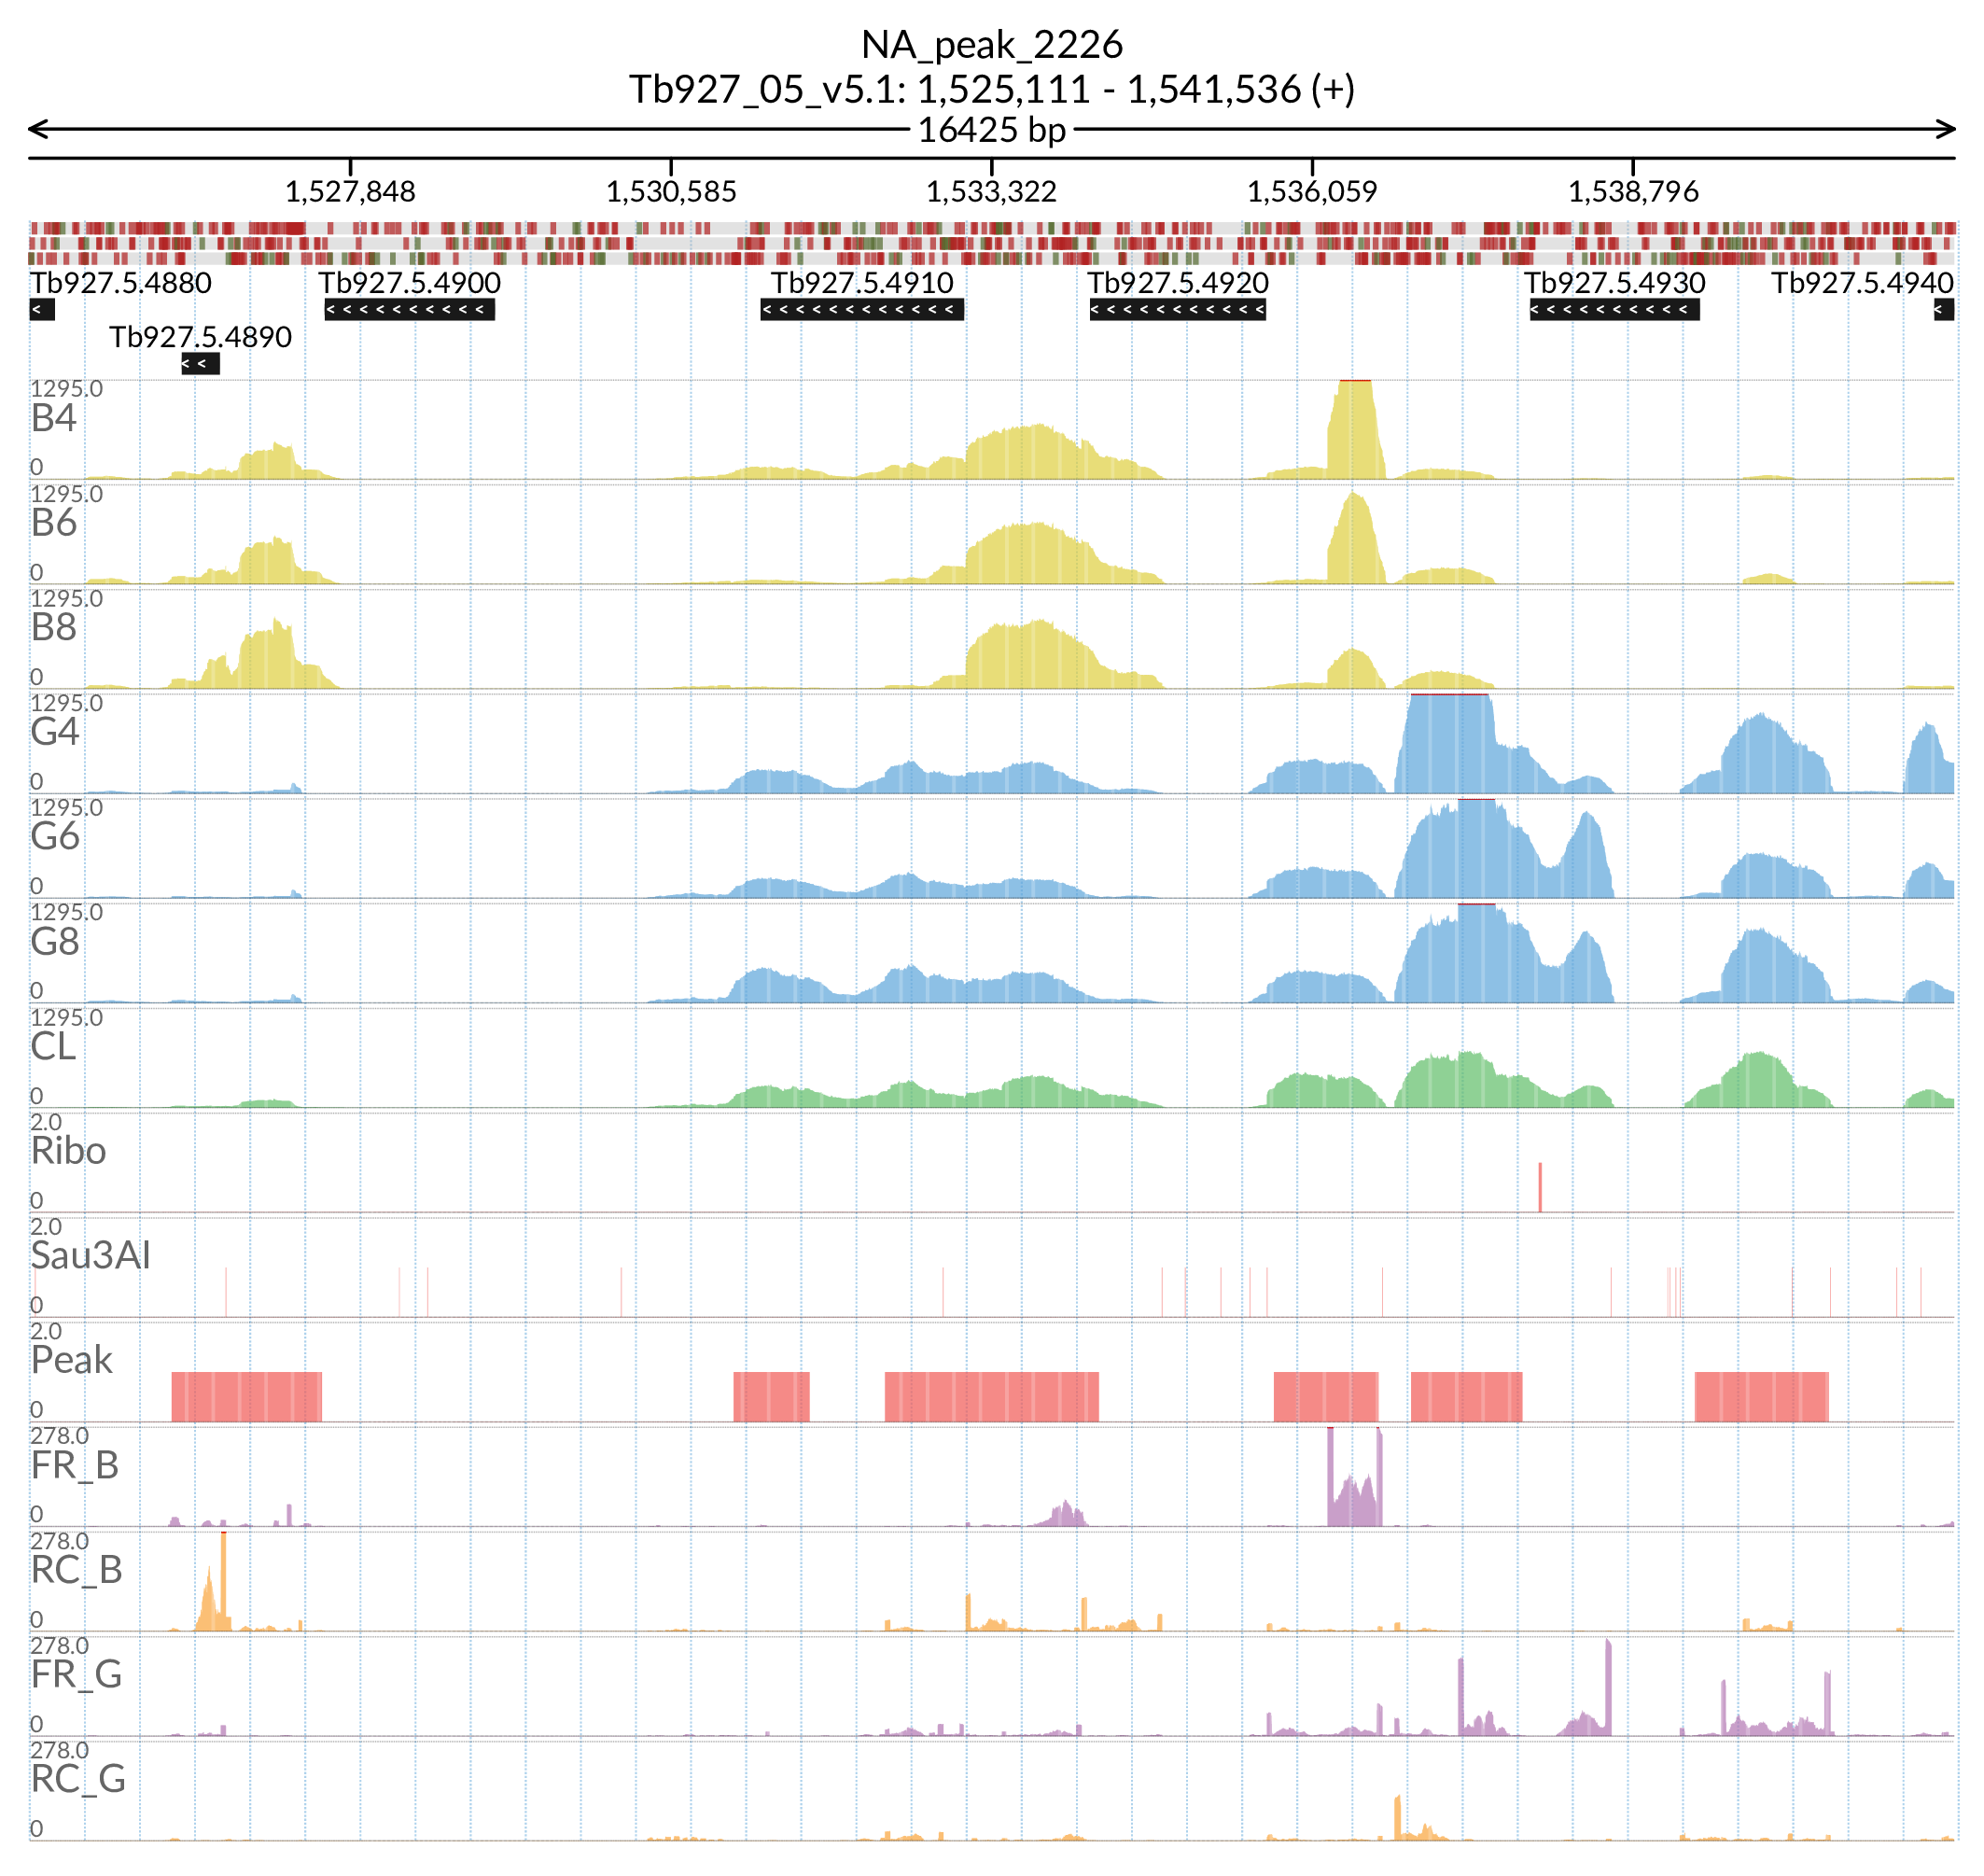 NA_peak_2226
Tb927_05_v5.1: 1,525,111 - 1,541,536 (+)
16425 bp
1,527,848 1,530,585 1,533,322 1,536,059 1,538,796
Tb927.5.4880 Tb927.5.4900 Tb927.5.4910 Tb927.5.4920 Tb927.5.4930 Tb927.5.4940
Tb927.5.4890
1295.0
B4
0
1295.0
B6
0
1295.0
B8
0
1295.0
G4
0
1295.0
G6
0
1295.0
G8
0
1295.0
CL
0
2.0
Ribo
0
2.0
Sau3AI
0
2.0
Peak
0
278.0
FR_B
0
278.0
RC_B
0
278.0
FR_G
0
278.0
RC_G
0